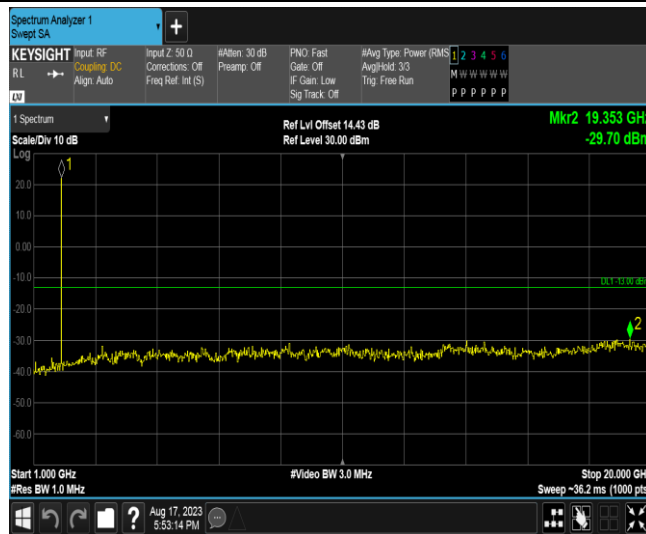 Spectrum Analyzer 1
Swept SA
+
KEYSIGHT
RL
LXI
Input: RF
Coupling: DC
Align: Auto
Input Z: 50 Ω
Corrections: Off
Freq Ref: Int (S)
#Atten: 30 dB
Preamp: Off
PNO: Fast
Gate: Off
IF Gain: Low
Sig Track: Off
#Avg Type: Power (RMS
Avg|Hold: 3/3
Trig: Free Run
1 2 3 4 5 6
M W W W W W
P P P P P P
1 Spectrum
Scale/Div 10 dB
Log
Ref Lvl Offset 14.43 dB
Ref Level 30.00 dBm
Mkr2 19.353 GHz
-29.70 dBm
1
20.0
10.0
0.00
-10.0
DL1 -13.00 dBm
-20.0
2
-30.0
-40.0
-50.0
-60.0
Start 1.000 GHz
#Res BW 1.0 MHz
#Video BW 3.0 MHz
Stop 20.000 GHz
Sweep ~36.2 ms (1000 pts)
?
Aug 17, 2023
5:53:14 PM